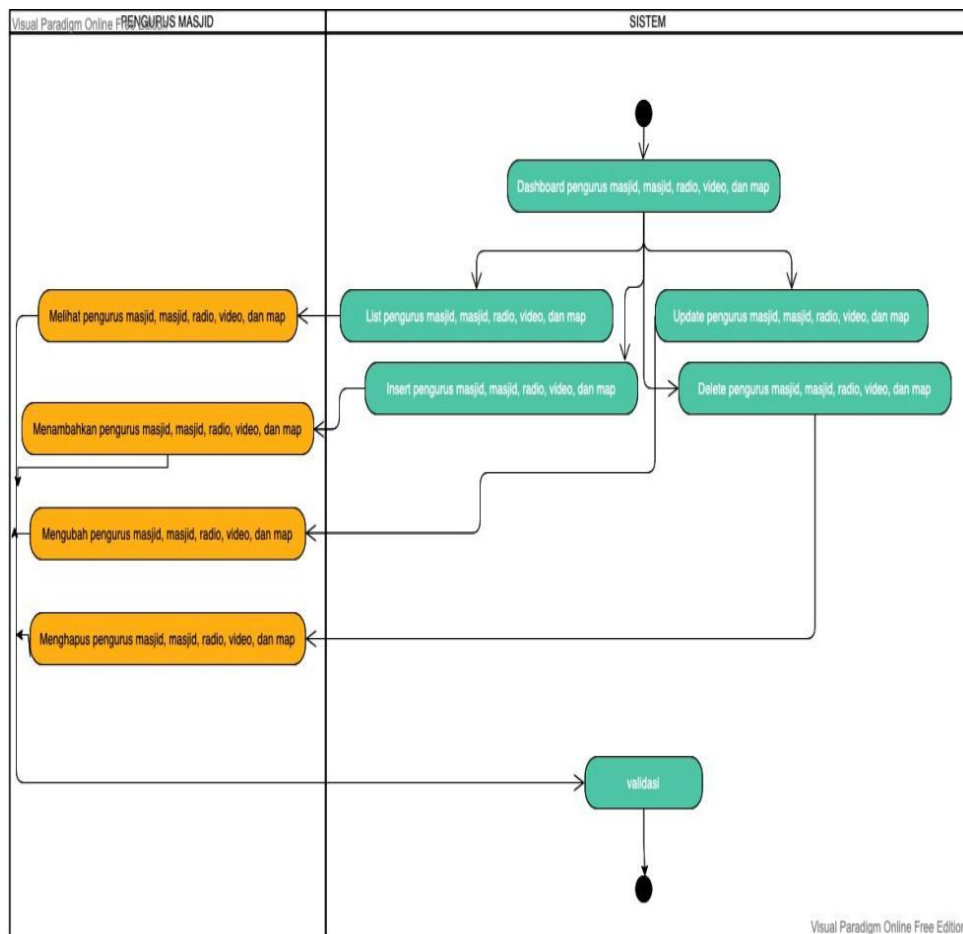 Visual Paradigm Online Free Edition
PENGURUS MASJID
SISTEM
Dashboard pengurus masjid, masjid, radio, video, dan map
Melihat pengurus masjid, masjid, radio, video, dan map
List pengurus masjid, masjid, radio, video, dan map
Update pengurus masjid, masjid, radio, video, dan map
Insert pengurus masjid, masjid, radio, video, dan map
Delete pengurus masjid, masjid, radio, video, dan map
Menambahkan pengurus masjid, masjid, radio, video, dan map
Mengubah pengurus masjid, masjid, radio, video, dan map
Menghapus pengurus masjid, masjid, radio, video, dan map
validasi
Visual Paradigm Online Free Edition